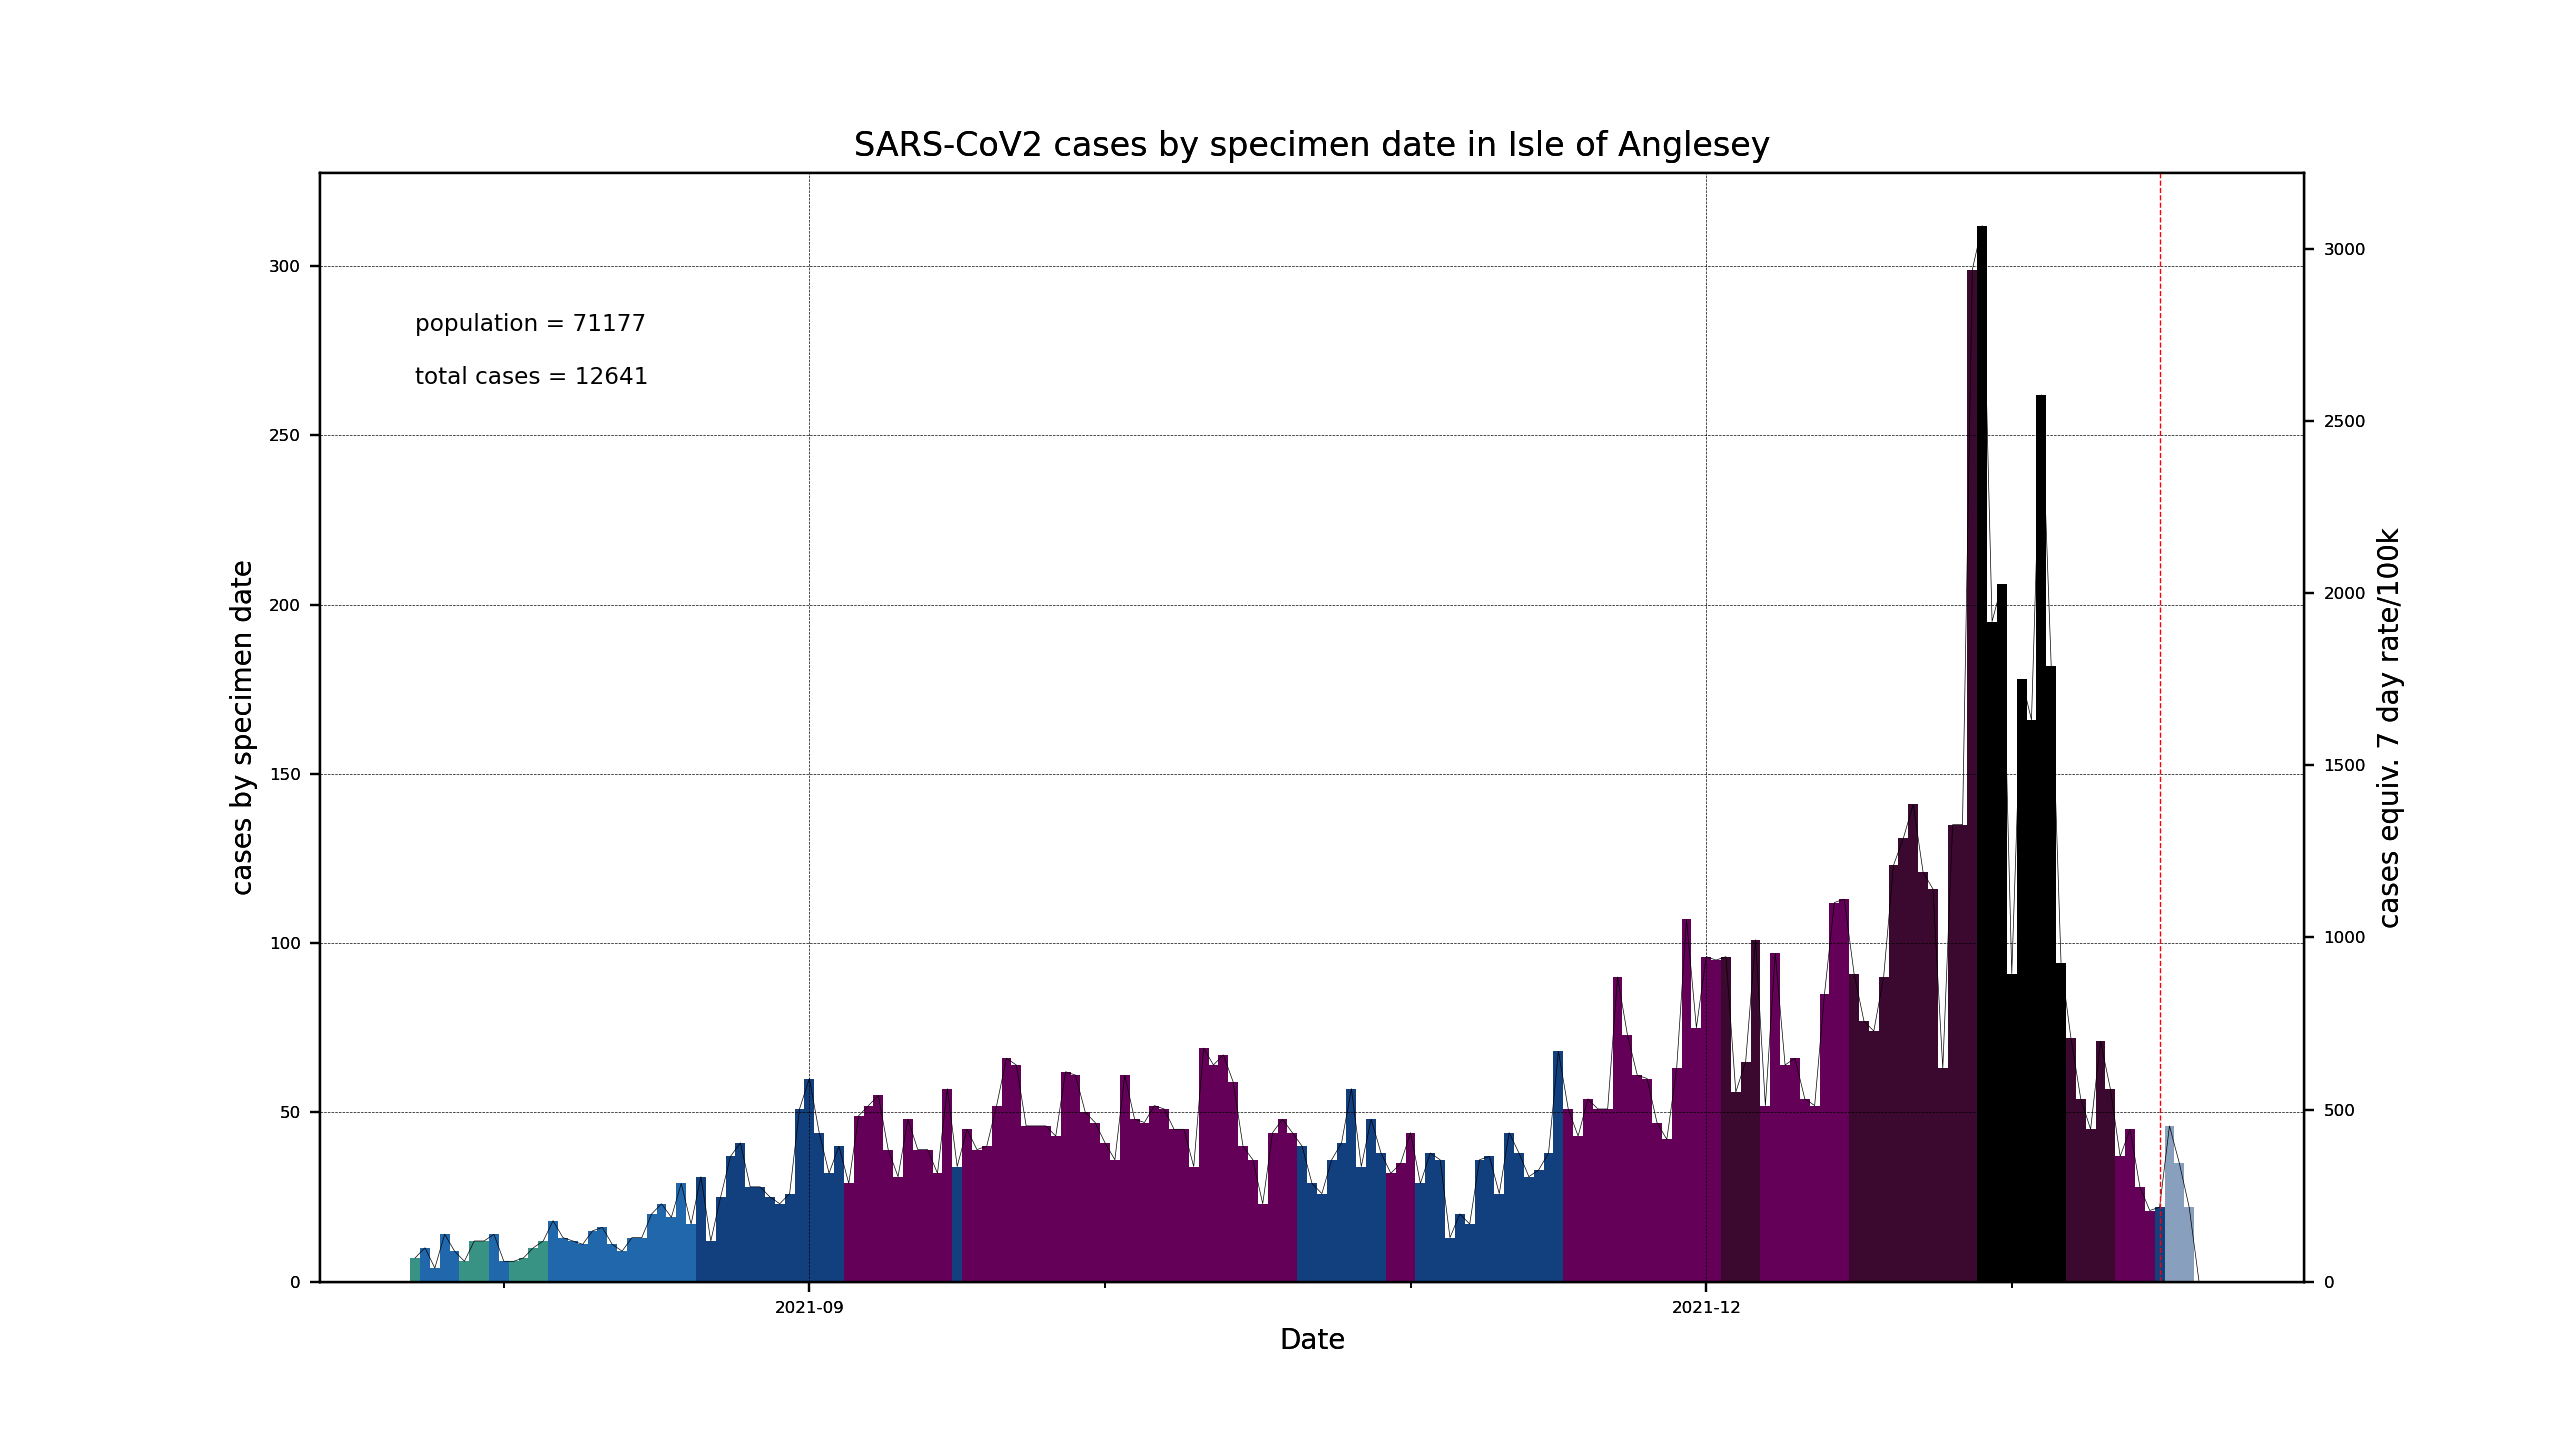 SARS-CoV2 cases by specimen date in Isle of Anglesey
population = 71177
total cases = 12641
cases by specimen date
300
250
200
150
100
50
0
3000
2500
2000
1500
1000
500
0
cases equiv. 7 day rate/100k
2021-09
2021-12
Date